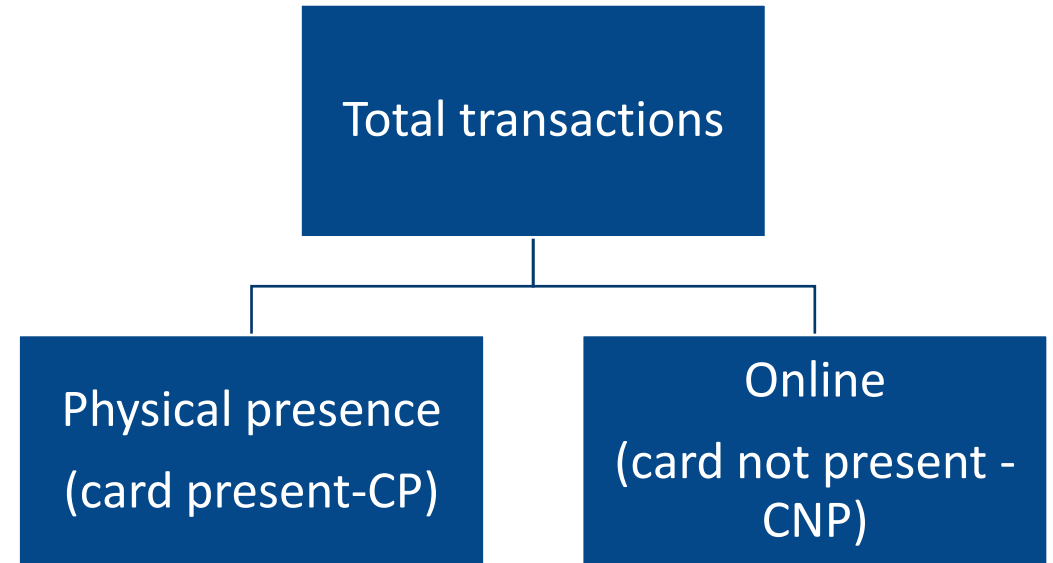 Total transactions
Physical presence
(card present-CP)
Online
(card not present -
CNP)